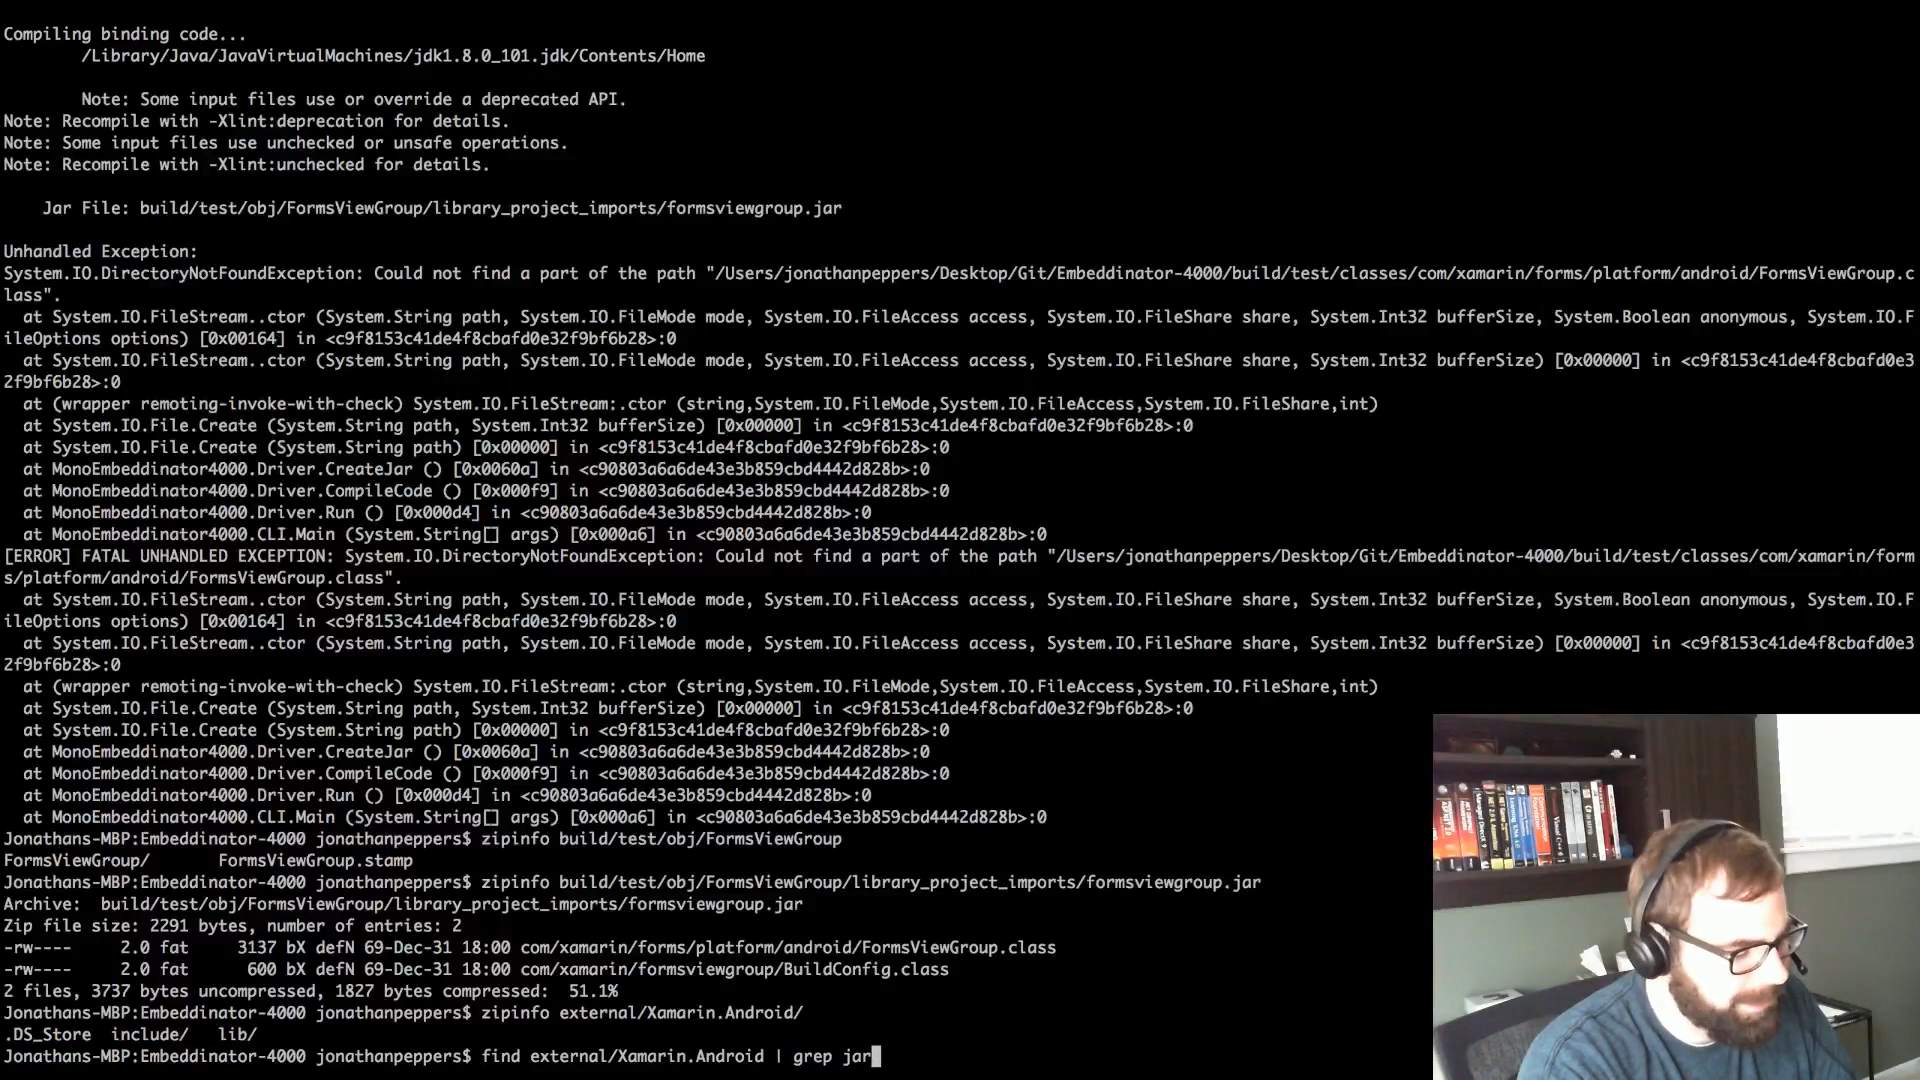 Compiling binding code...
/Library/Java/JavaVirtualMachines/jdk1.8.0_101.jdk/Contents/Home
Note: Some input files use or override a deprecated API.
Note: Recompile with -Xlint:deprecation for details.
Note: Some input files use unchecked or unsafe operations.
Note: Recompile with -Xlint:unchecked for details.
Jar File: build/test/obj/FormsViewGroup/library_project_imports/formsviewgroup.jar
Unhandled Exception:
System.IO.DirectoryNotFoundException: Could not find a part of the path "/Users/jonathanpeppers/Desktop/Git/Embeddinator-4000/build/test/classes/com/xamarin/forms/platform/android/FormsViewGroup.c
lass".
at System.IO.FileStream..ctor (System.String path, System.IO.FileMode mode, System.IO.FileAccess access, System.IO.FileShare share, System.Int32 bufferSize, System.Boolean anonymous, System.IO.F
ileOptions options) [0x00164] in <c9f8153c41de4f8cbafd0e32f9bf6b28>:0
at System.IO.FileStream..ctor (System.String path, System.IO.FileMode mode, System.IO.FileAccess access, System.IO.FileShare share, System.Int32 bufferSize) [0x00000] in <c9f8153c41de4f8cbafd0e3
2f9bf6b28>:0
at (wrapper remoting-invoke-with-check) System.IO.FileStream:.ctor (string,System.IO.FileMode,System.IO.FileAccess,System.IO.FileShare,int)
at System.IO.File.Create (System.String path, System.Int32 bufferSize) [0x00000] in <c9f8153c41de4f8cbafd0e32f9bf6b28>:0
at System.IO.File.Create (System.String path) [0x00000] in <c9f8153c41de4f8cbafd0e32f9bf6b28>:0
at MonoEmbeddinator4000.Driver.CreateJar () [0x0060a] in <c90803a6a6de43e3b859cbd4442d828b>:0
at MonoEmbeddinator4000.Driver.CompileCode () [0x000f9] in <c90803a6a6de43e3b859cbd4442d828b>:0
at MonoEmbeddinator4000.Driver.Run () [0x000d4] in <c90803a6a6de43e3b859cbd4442d828b>:0
at MonoEmbeddinator4000.CLI.Main (System.String[] args) [0x000a6] in <c90803a6a6de43e3b859cbd4442d828b>:0
[ERROR] FATAL UNHANDLED EXCEPTION: System.IO.DirectoryNotFoundException: Could not find a part of the path "/Users/jonathanpeppers/Desktop/Git/Embeddinator-4000/build/test/classes/com/xamarin/form
s/platform/android/FormsViewGroup.class".
at System.IO.FileStream..ctor (System.String path, System.IO.FileMode mode, System.IO.FileAccess access, System.IO.FileShare share, System.Int32 bufferSize, System.Boolean anonymous, System.IO.F
ileOptions options) [0x00164] in <c9f8153c41de4f8cbafd0e32f9bf6b28>:0
at System.IO.FileStream..ctor (System.String path, System.IO.FileMode mode, System.IO.FileAccess access, System.IO.FileShare share, System.Int32 bufferSize) [0x00000] in <c9f8153c41de4f8cbafd0e3
2f9bf6b28>:0
at (wrapper remoting-invoke-with-check) System.IO.FileStream:.ctor (string,System.IO.FileMode,System.IO.FileAccess,System.IO.FileShare,int)
at System.IO.File.Create (System.String path, System.Int32 bufferSize) [0x00000] in <c9f8153c41de4f8cbafd0e32f9bf6b28>:0
at System.IO.File.Create (System.String path) [0x00000] in <c9f8153c41de4f8cbafd0e32f9bf6b28>:0
at MonoEmbeddinator4000.Driver.CreateJar () [0x0060a] in <c90803a6a6de43e3b859cbd4442d828b>:0
at MonoEmbeddinator4000.Driver.CompileCode () [0x000f9] in <c90803a6a6de43e3b859cbd4442d828b>:0
at MonoEmbeddinator4000.Driver.Run () [0x000d4] in <c90803a6a6de43e3b859cbd4442d828b>:0
at MonoEmbeddinator4000.CLI.Main (System.String[] args) [0x000a6] in <c90803a6a6de43e3b859cbd4442d828b>:0
Jonathans-MBP:Embeddinator-4000 jonathanpeppers$ zipinfo build/test/obj/FormsViewGroup
FormsViewGroup/ FormsViewGroup.stamp
Jonathans-MBP:Embeddinator-4000 jonathanpeppers$ zipinfo build/test/obj/FormsViewGroup/library_project_imports/formsviewgroup.jar
Archive: build/test/obj/FormsViewGroup/library_project_imports/formsviewgroup.jar
Zip file size: 2291 bytes, number of entries: 2
-rw---- 2.0 fat 3137 bX defN 69-Dec-31 18:00 com/xamarin/forms/platform/android/FormsViewGroup.class
-rw---- 2.0 fat 600 bX defN 69-Dec-31 18:00 com/xamarin/formsviewgroup/BuildConfig.class
2 files, 3737 bytes uncompressed, 1827 bytes compressed: 51.1%
Jonathans-MBP:Embeddinator-4000 jonathanpeppers$ zipinfo external/Xamarin.Android/
.DS_Store include/ lib/
Jonathans-MBP:Embeddinator-4000 jonathanpeppers$ find external/Xamarin.Android | grep jar